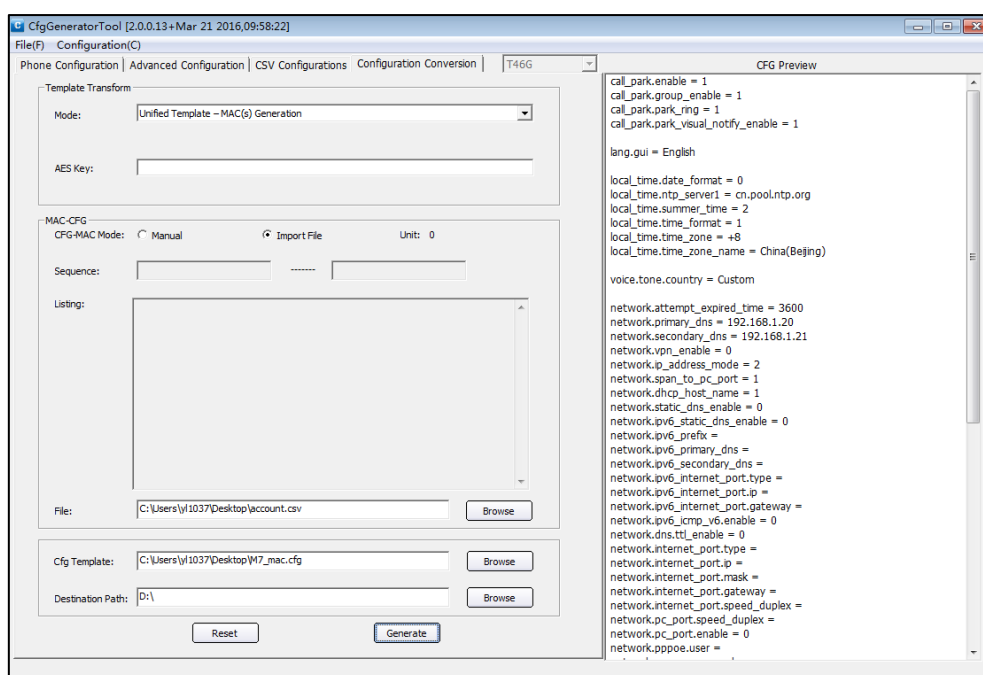 CfgGeneratorTool [2.0.0.13+Mar 21 2016,09:58:22]
File(F) Configuration(C)
Phone Configuration Advanced Configuration CSV Configurations Configuration Conversion T46G
Template Transform
Mode: Unified Template – MAC(s) Generation
AES Key:
MAC-CFG
CFG-MAC Mode: Manual Import File Unit: 0
Sequence: -------
Listing:
File: C:\Users\yl1037\Desktop\account.csv Browse
Cfg Template: C:\Users\yl1037\Desktop\M7_mac.cfg Browse
Destination Path: D:\ Browse
Reset Generate
CFG Preview
call_park.enable = 1
call_park.group_enable = 1
call_park.park_ring = 1
call_park.park_visual_notify_enable = 1
lang.gui = English
local_time.date_format = 0
local_time.ntp_server1 = cn.pool.ntp.org
local_time.summer_time = 2
local_time.time_format = 1
local_time.time_zone = +8
local_time.time_zone_name = China(Beijing)
voice.tone.country = Custom
network.attempt_expired_time = 3600
network.primary_dns = 192.168.1.20
network.secondary_dns = 192.168.1.21
network.vpn_enable = 0
network.ip_address_mode = 2
network.span_to_pc_port = 1
network.dhcp_host_name = 1
network.static_dns_enable = 0
network.ipv6_static_dns_enable = 0
network.ipv6_prefix =
network.ipv6_primary_dns =
network.ipv6_secondary_dns =
network.ipv6_internet_port.type =
network.ipv6_internet_port.ip =
network.ipv6_internet_port.gateway =
network.ipv6_icmp_v6.enable = 0
network.dns.ttl_enable = 0
network.internet_port.type =
network.internet_port.ip =
network.internet_port.mask =
network.internet_port.gateway =
network.internet_port.speed_duplex =
network.pc_port.speed_duplex =
network.pc_port.enable = 0
network.pppoe.user =